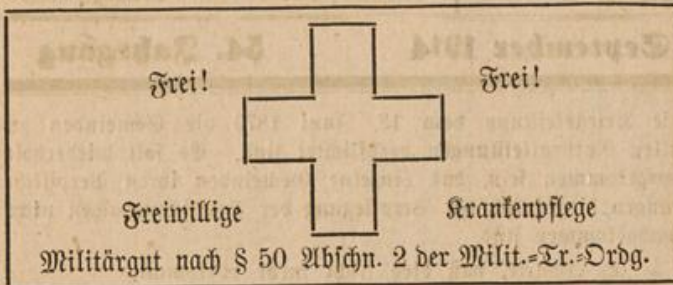 Frei! Frei!
Freiwillige Krankenpflege
Militärgut nach § 50 Abschn. 2 der Milit.=Tr.=Ordg.